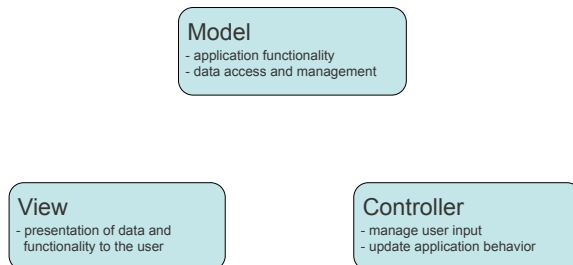 Model
- application functionality
- data access and management
View
- presentation of data and
functionality to the user
Controller
- manage user input
- update application behavior